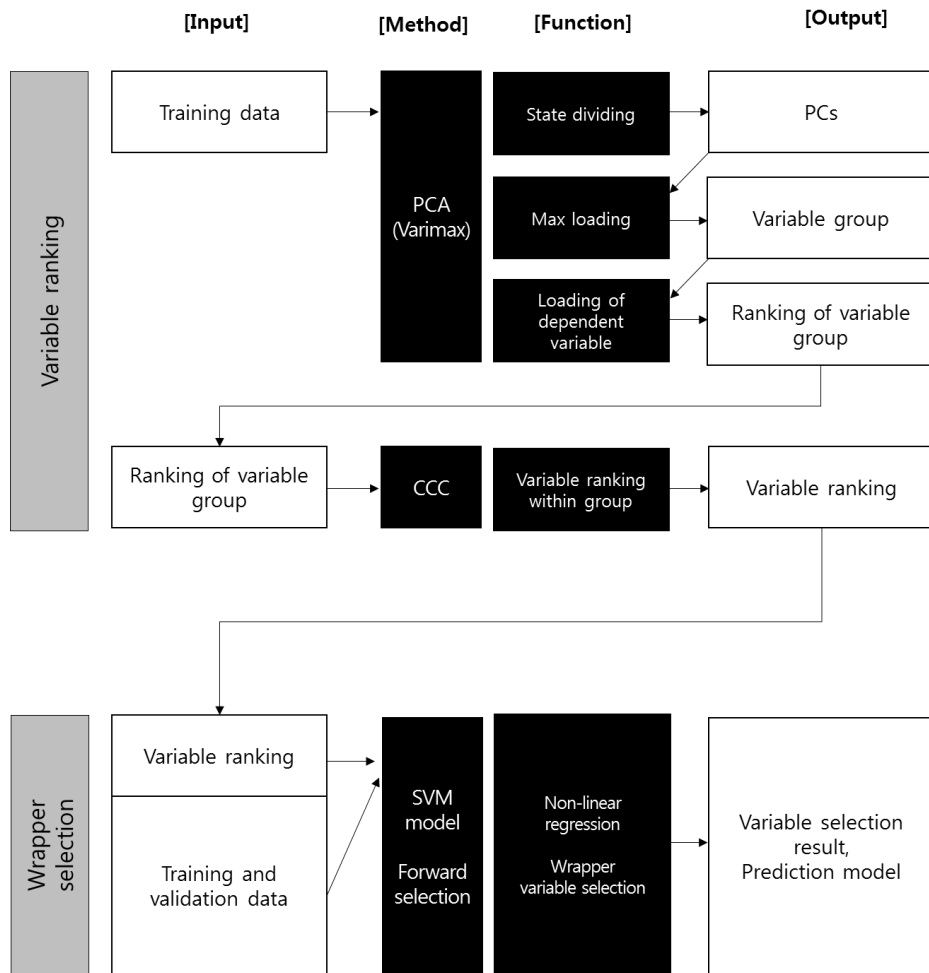 [Input]
[Method]
[Function]
[Output]
Variable ranking
Training data
PCA
(Varimax)
State dividing
PCs
Max loading
Variable group
Loading of
dependent
variable
Ranking of variable
group
Ranking of variable
group
CCC
Variable ranking
within group
Variable ranking
Wrapper
selection
Variable ranking
Training and
validation data
SVM
model
Forward
selection
Non-linear
regression
Wrapper
variable selection
Variable selection
result,
Prediction model